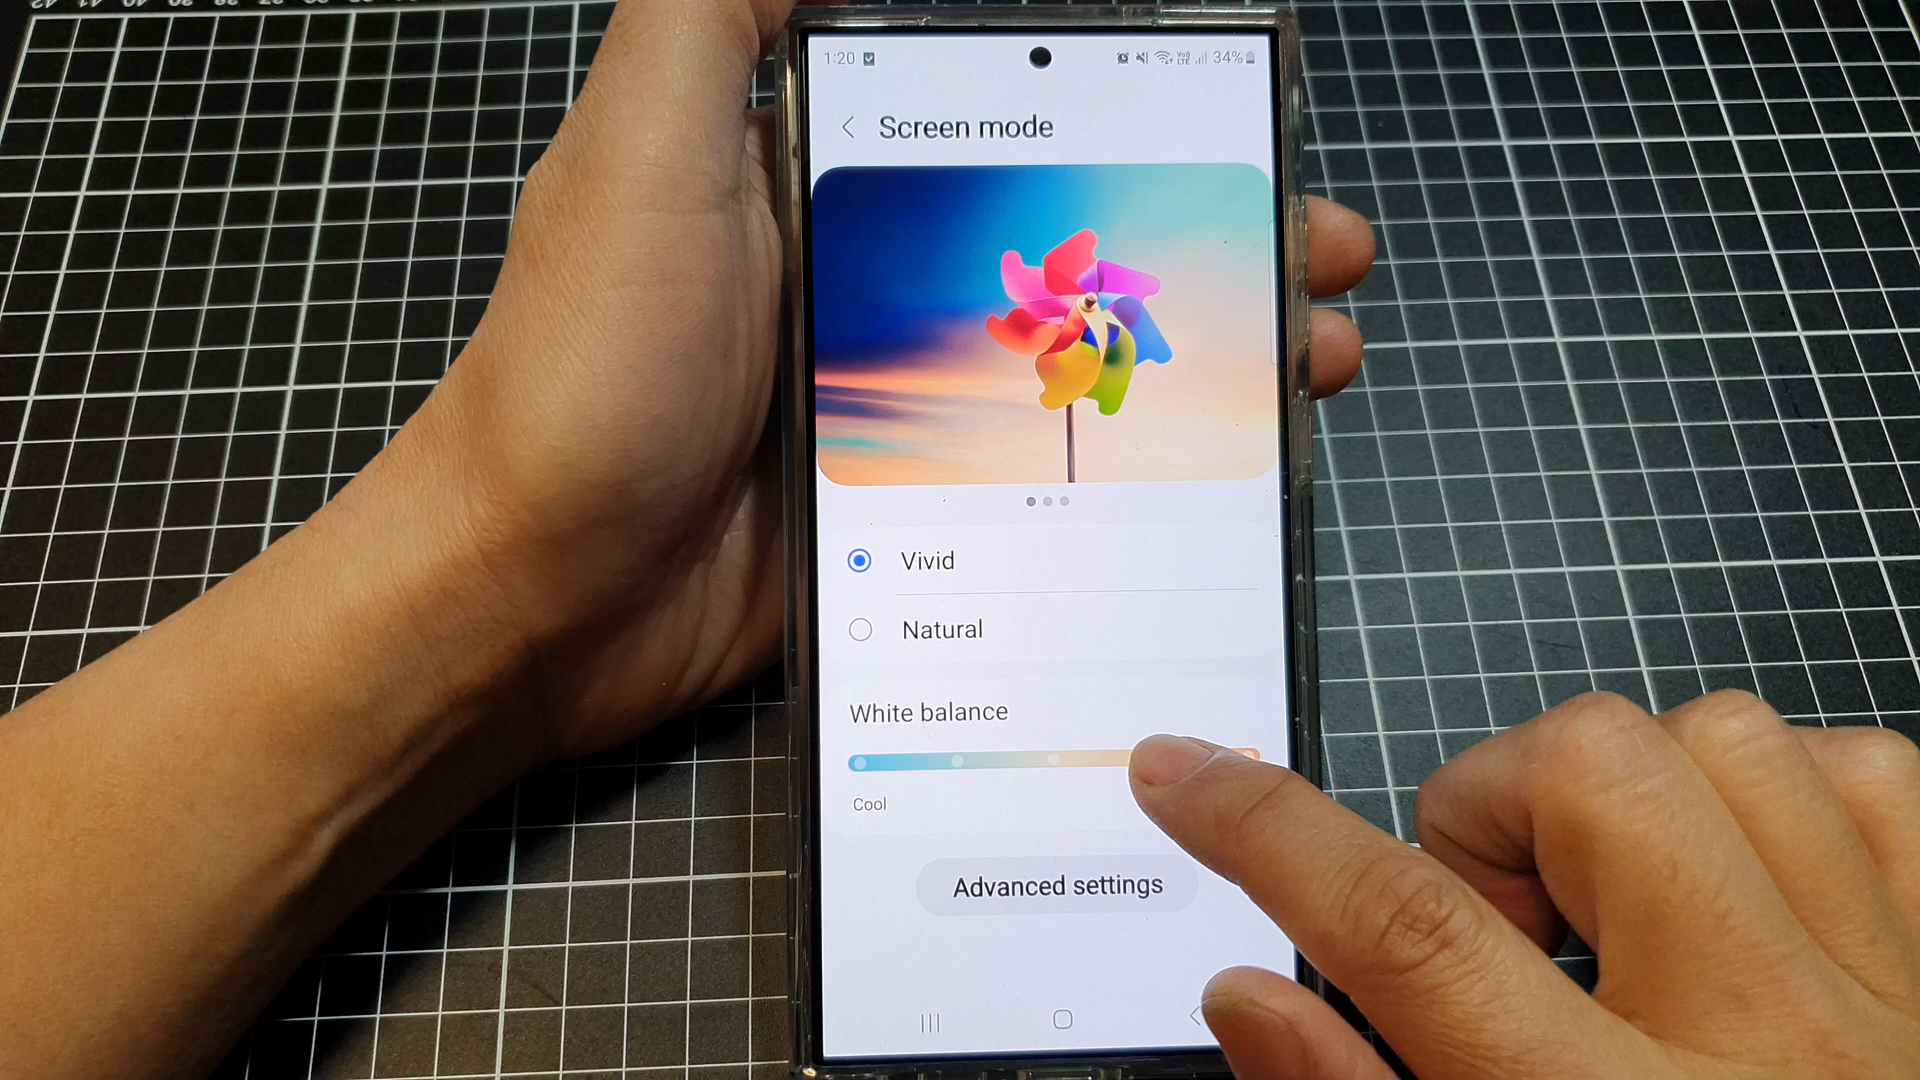 1:20 34%
Screen mode
Vivid
Natural
White balance
Cool
Advanced settings